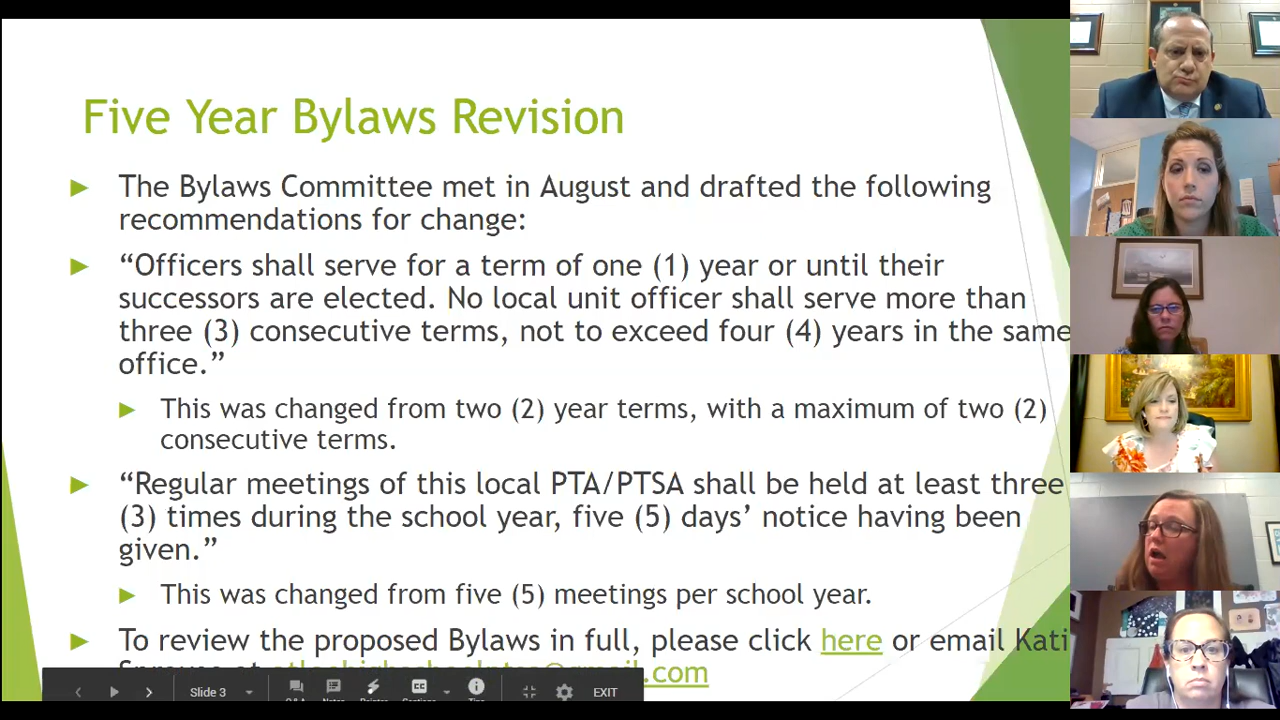 Five Year Bylaws Revision
The Bylaws Committee met in August and drafted the following
recommendations for change:
“Officers shall serve for a term of one (1) year or until their
successors are elected. No local unit officer shall serve more than
three (3) consecutive terms, not to exceed four (4) years in the same
office.”
This was changed from two (2) year terms, with a maximum of two (2)
consecutive terms.
“Regular meetings of this local PTA/PTSA shall be held at least three
(3) times during the school year, five (5) days’ notice having been
given.”
This was changed from five (5) meetings per school year.
To review the proposed Bylaws in full, please click here or email Kati
.com
Slide 3
EXIT